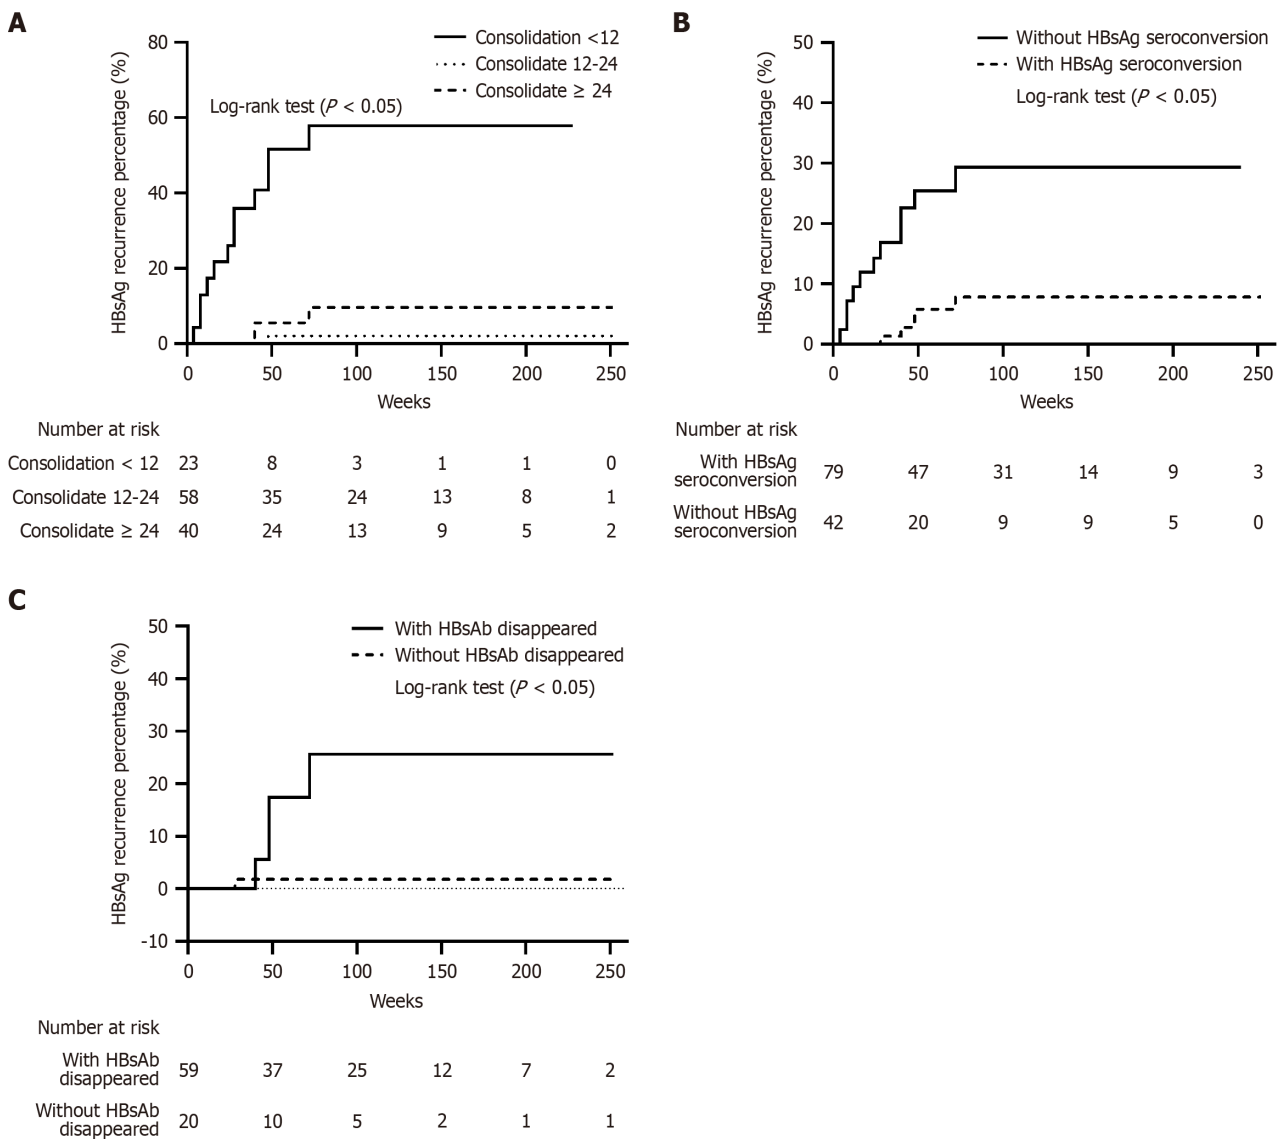 A
HBsAg recurrence percentage (%)
80
60
40
20
0
Consolidation <12
Consolidate 12-24
Consolidate ≥ 24
Log-rank test (P < 0.05)
0 50 100 150 200 250
Weeks
Number at risk
Consolidation < 12 23 8 3 1 1 0
Consolidate 12-24 58 35 24 13 8 1
Consolidate ≥ 24 40 24 13 9 5 2
B
HBsAg recurrence percentage (%)
50
40
30
20
10
0
Without HBsAg seroconversion
With HBsAg seroconversion
Log-rank test (P < 0.05)
0 50 100 150 200 250
Weeks
Number at risk
With HBsAg
seroconversion 79 47 31 14 9 3
Without HBsAg
seroconversion 42 20 9 9 5 0
C
HBsAg recurrence percentage (%)
50
40
30
20
10
0
-10
With HBsAb disappeared
Without HBsAb disappeared
Log-rank test (P < 0.05)
0 50 100 150 200 250
Weeks
Number at risk
With HBsAb
disappeared 59 37 25 12 7 2
Without HBsAb
disappeared 20 10 5 2 1 1